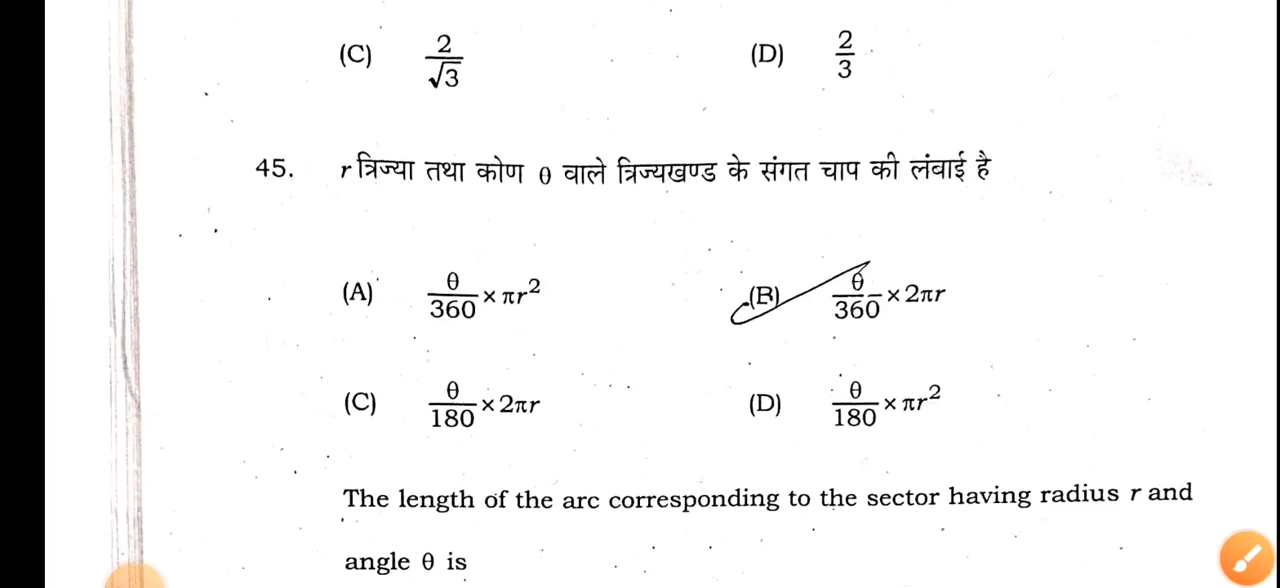 (C) 2/√3 (D) 2/3
45. r त्रिज्या तथा कोण θ वाले त्रिज्यखण्ड के संगत चाप की लंबाई है
(A) θ/360 × πr² (B) θ/360 × 2πr
(C) θ/180 × 2πr (D) θ/180 × πr²
The length of the arc corresponding to the sector having radius r and
angle θ is